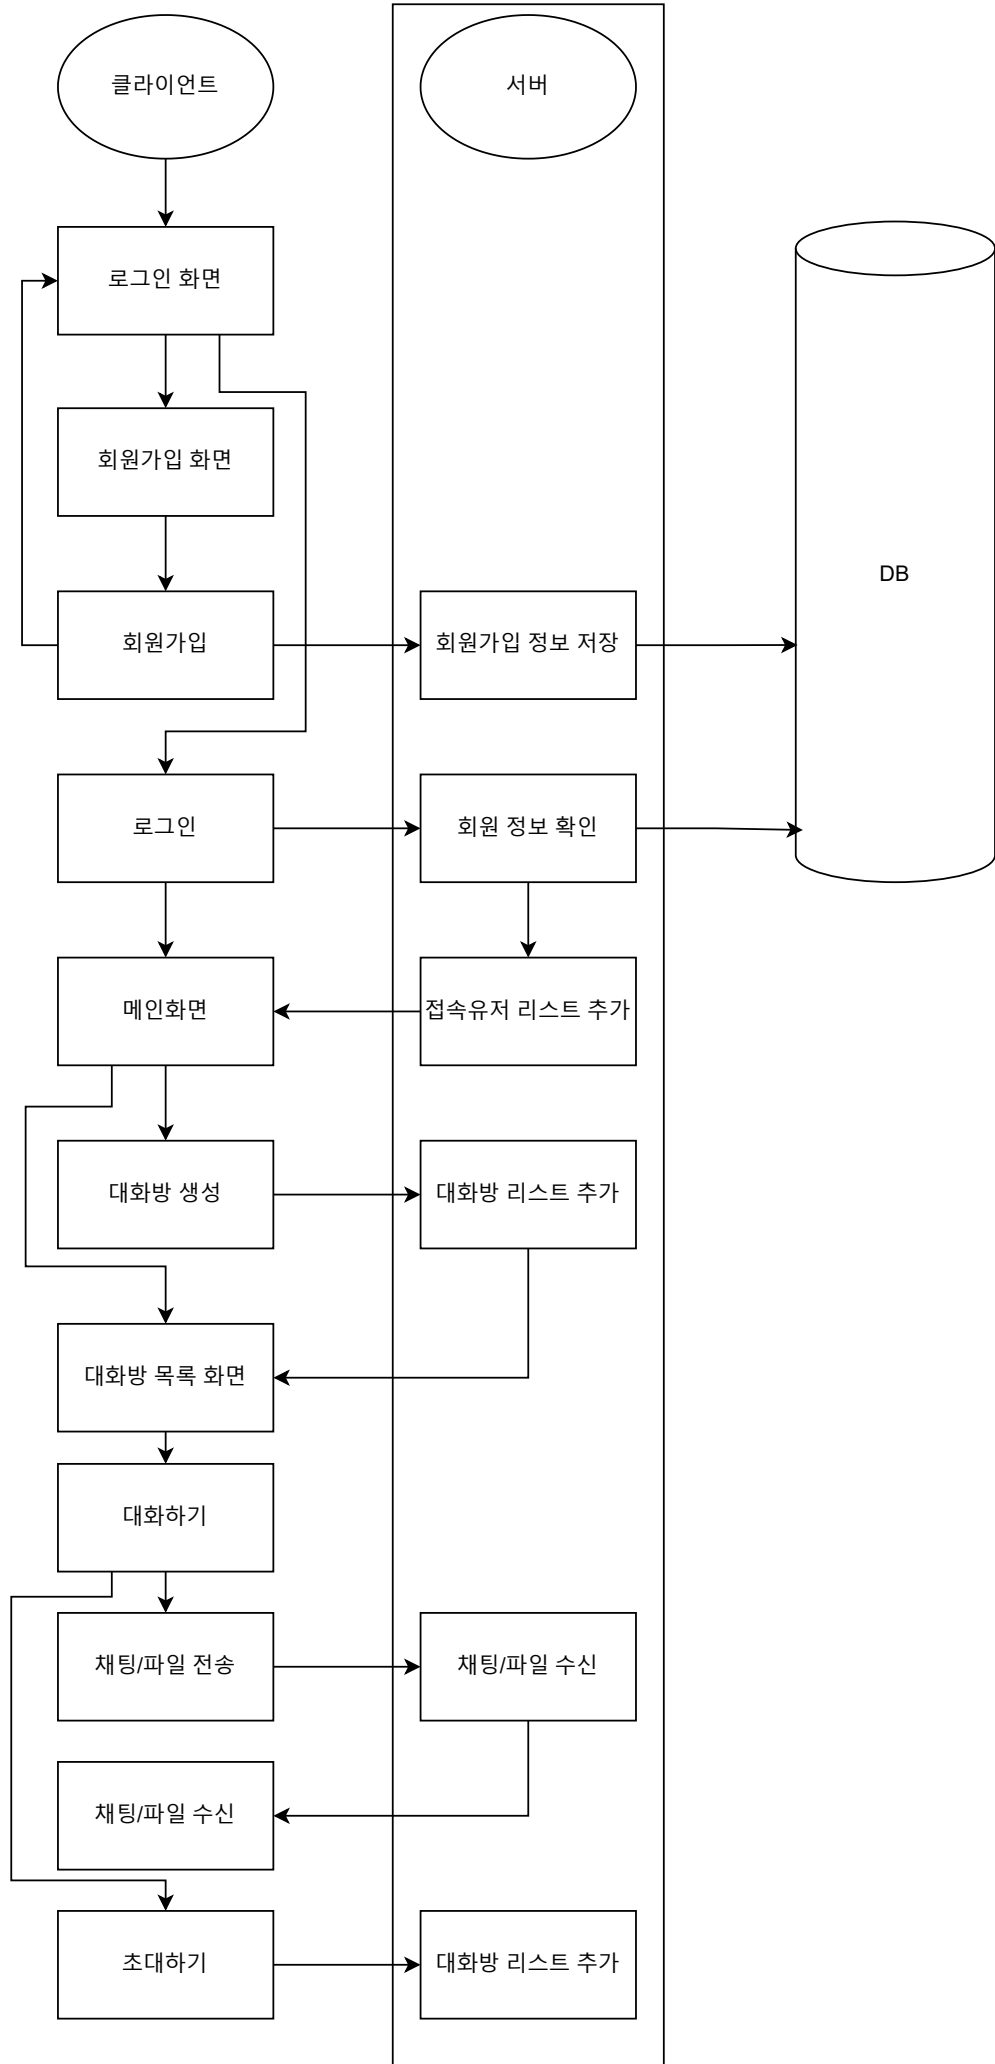 클라이언트
서버
로그인 화면
회원가입 화면
DB
회원가입
회원가입 정보 저장
로그인
회원 정보 확인
메인화면
접속유저 리스트 추가
대화방 생성
대화방 리스트 추가
대화방 목록 화면
대화하기
채팅/파일 전송
채팅/파일 수신
채팅/파일 수신
초대하기
대화방 리스트 추가